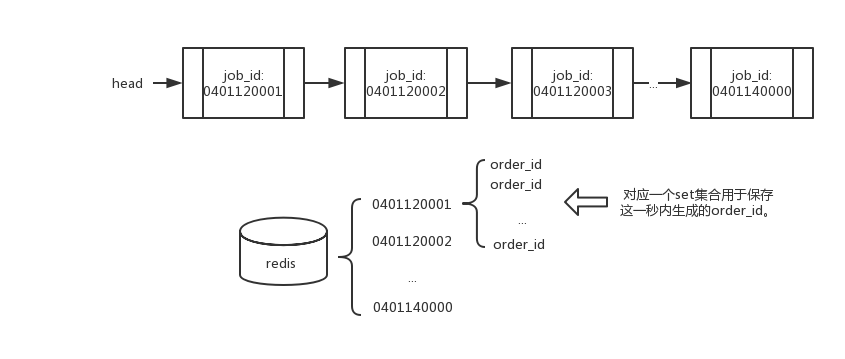 head
job_id:
0401120001
job_id:
0401120002
job_id:
0401120003
...
job_id:
0401140000
redis
0401120001
0401120002
...
0401140000
order_id
order_id
...
order_id
对应一个set集合用于保存
这一秒内生成的order_id。